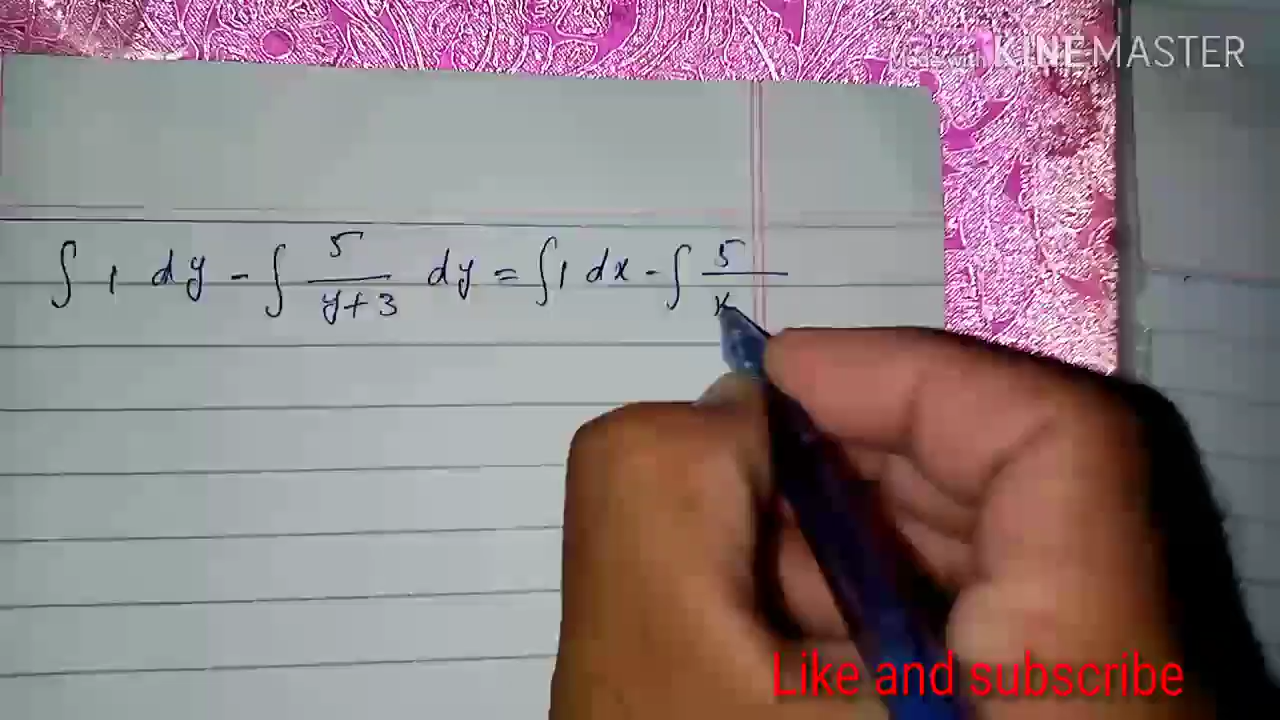 Made with KINEMASTER
∫ 1 dy - ∫ 5/(y+3) dy = ∫ 1 dx - ∫ 5/x
Like and subscribe